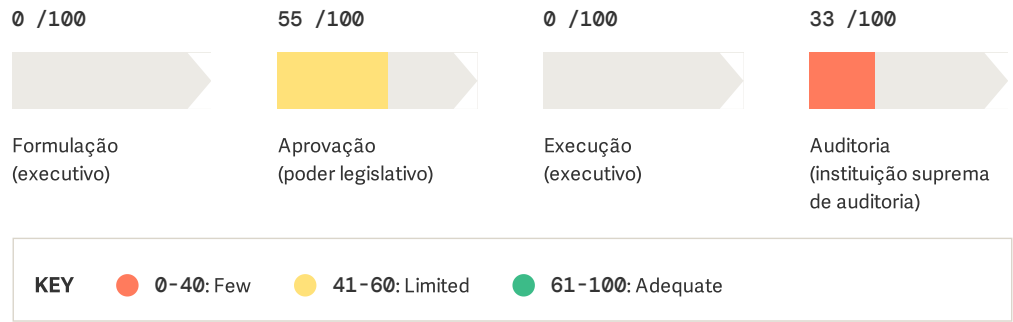 0 /100
55 /100
0 /100
33 /100
Formulação
(executivo)
Aprovação
(poder legislativo)
Execução
(executivo)
Auditoria
(instituição suprema
de auditoria)
KEY
0-40: Few
41-60: Limited
61-100: Adequate